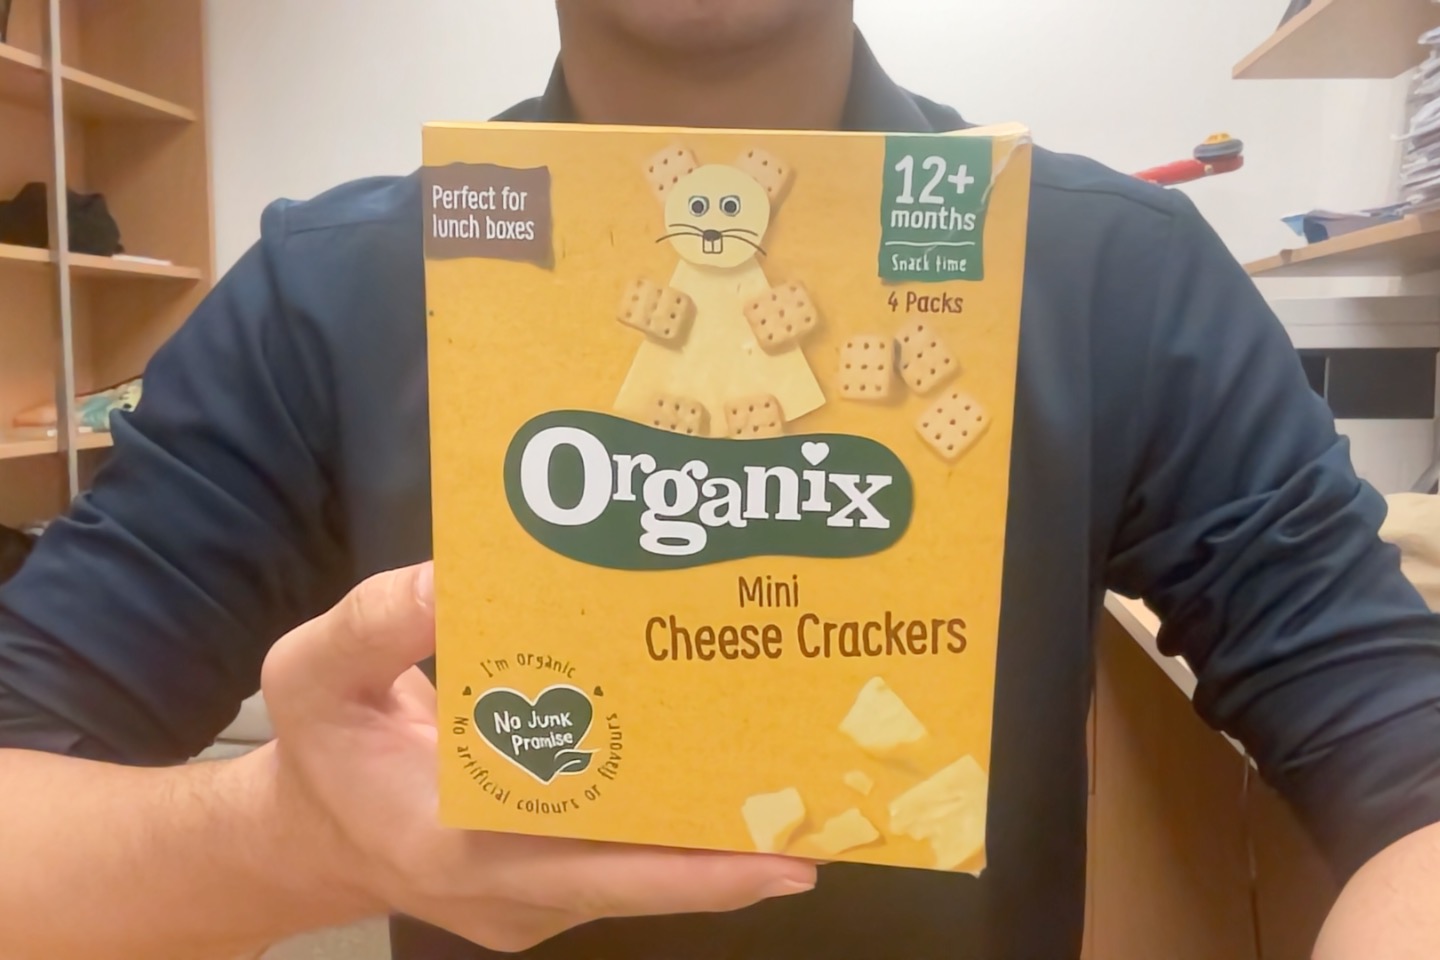 Perfect for
lunch boxes
12+
months
Snack time
4 Packs
Organix
Mini
Cheese Crackers
I'm organic
No Junk
Promise
No artificial colours or flavours